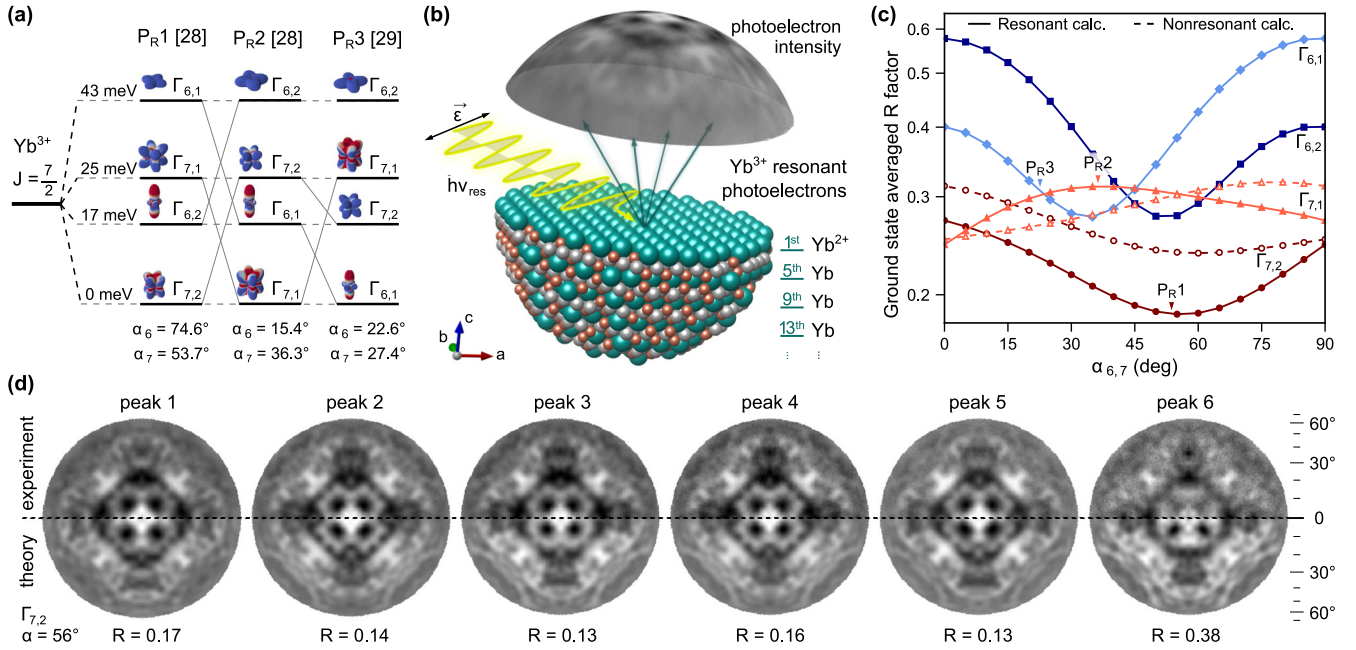 (a)
P_R1 [28] P_R2 [28] P_R3 [29]
43 meV Γ6,1 Γ6,2 Γ6,2
Yb³⁺
J = 7/2
25 meV Γ7,1 Γ7,2 Γ7,1
17 meV Γ6,2 Γ6,1 Γ7,2
0 meV Γ7,2 Γ7,1 Γ6,1
α₆ = 74.6° α₆ = 15.4° α₆ = 22.6°
α₇ = 53.7° α₇ = 36.3° α₇ = 27.4°
(b)
photoelectron
intensity
ε
hν_res
Yb³⁺ resonant
photoelectrons
1st Yb²⁺
5th Yb
9th Yb
13th Yb
⋮ ⋮
c
b
a
(c)
Resonant calc. Nonresonant calc.
Ground state averaged R factor
0.6
0.4
0.3
0.2
Γ6,1
Γ6,2
Γ7,1
Γ7,2
P_R3
P_R2
P_R1
0 15 30 45 60 75 90
α6,7 (deg)
(d)
peak 1 peak 2 peak 3 peak 4 peak 5 peak 6
experiment
theory
60°
30°
0
30°
60°
Γ7,2
α = 56° R = 0.17 R = 0.14 R = 0.13 R = 0.16 R = 0.13 R = 0.38